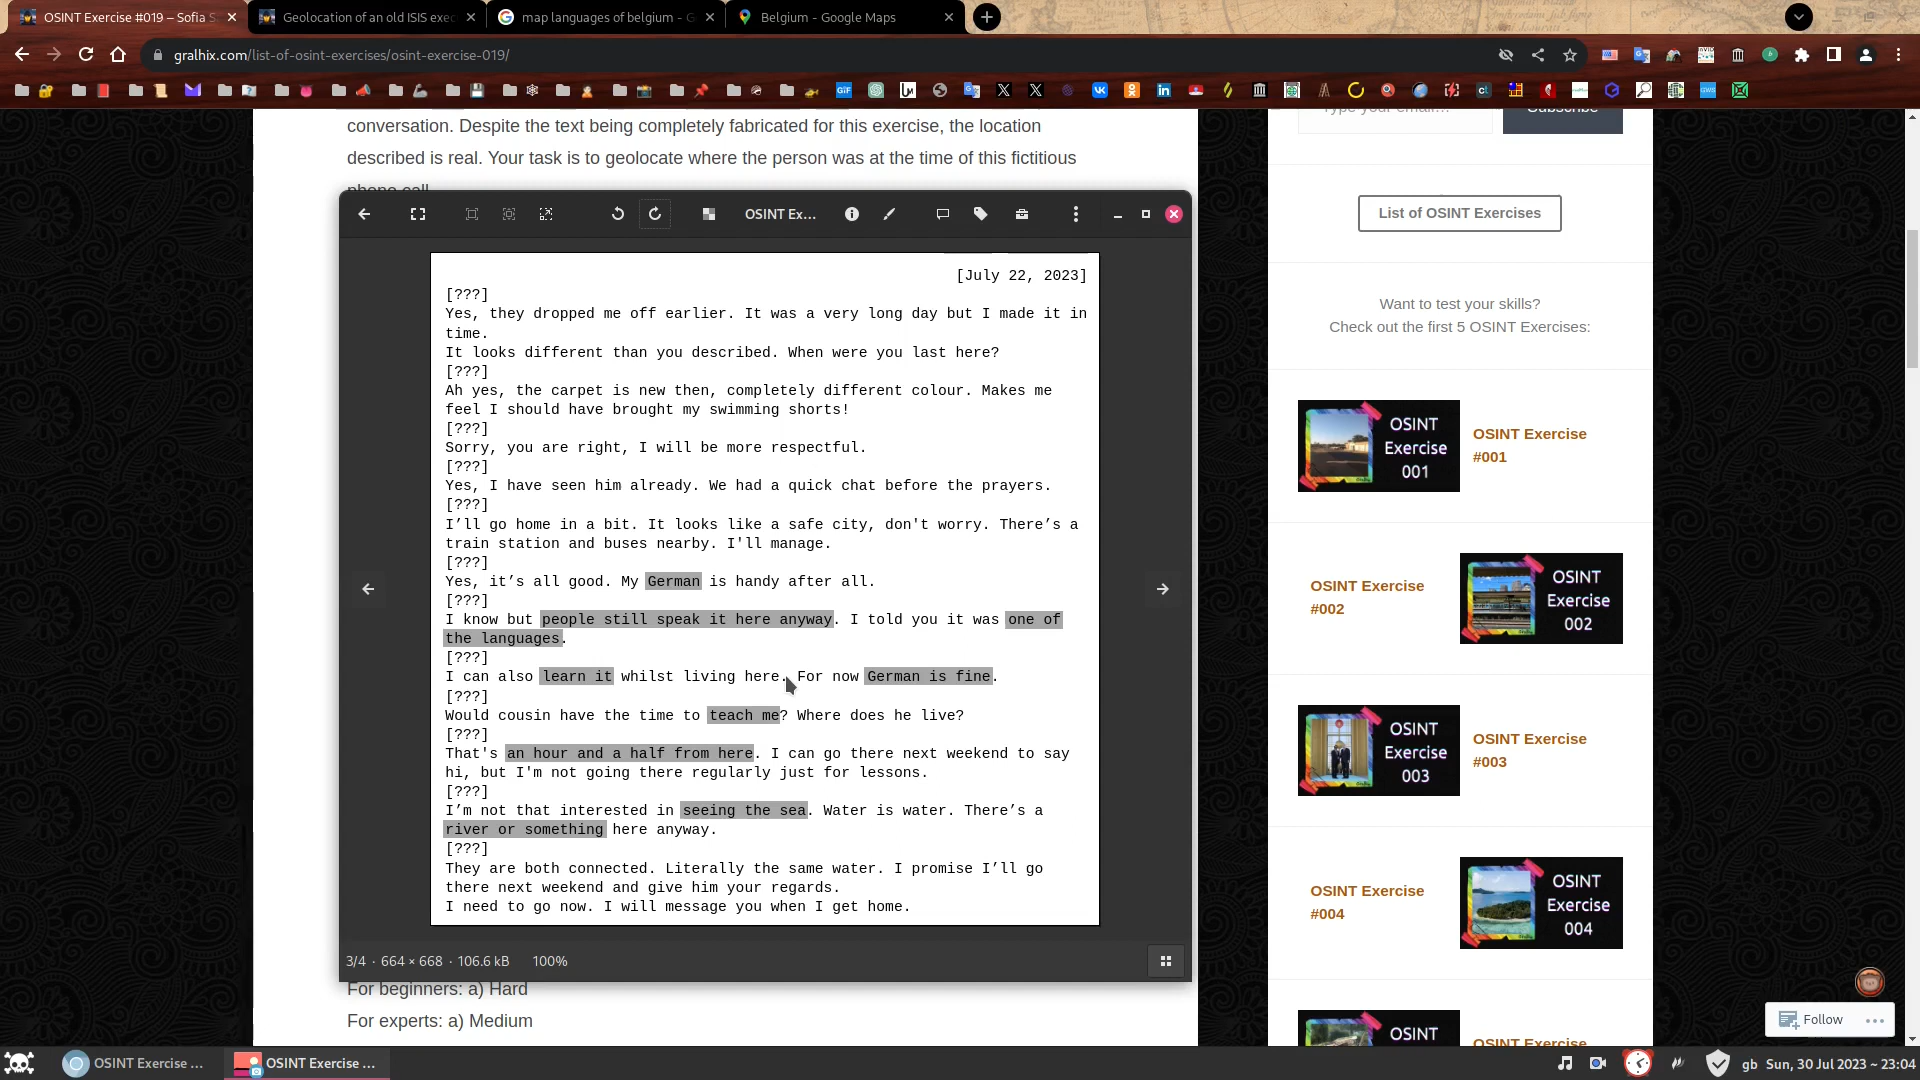 OSINT Exercise #019 – Sofia S
Geolocation of an old ISIS exec
map languages of belgium - G
Belgium - Google Maps
gralhix.com/list-of-osint-exercises/osint-exercise-019/
conversation. Despite the text being completely fabricated for this exercise, the location
described is real. Your task is to geolocate where the person was at the time of this fictitious
phone call.
OSINT Ex...
[July 22, 2023]
[???]
Yes, they dropped me off earlier. It was a very long day but I made it in
time.
It looks different than you described. When were you last here?
[???]
Ah yes, the carpet is new then, completely different colour. Makes me
feel I should have brought my swimming shorts!
[???]
Sorry, you are right, I will be more respectful.
[???]
Yes, I have seen him already. We had a quick chat before the prayers.
[???]
I’ll go home in a bit. It looks like a safe city, don't worry. There’s a
train station and buses nearby. I'll manage.
[???]
Yes, it’s all good. My German is handy after all.
[???]
I know but people still speak it here anyway. I told you it was one of
the languages.
[???]
I can also learn it whilst living here. For now German is fine.
[???]
Would cousin have the time to teach me? Where does he live?
[???]
That's an hour and a half from here. I can go there next weekend to say
hi, but I'm not going there regularly just for lessons.
[???]
I’m not that interested in seeing the sea. Water is water. There’s a
river or something here anyway.
[???]
They are both connected. Literally the same water. I promise I’ll go
there next weekend and give him your regards.
I need to go now. I will message you when I get home.
3/4 · 664 × 668 · 106.6 kB 100%
For beginners: a) Hard
For experts: a) Medium
Type your email…
Subscribe
List of OSINT Exercises
Want to test your skills?
Check out the first 5 OSINT Exercises:
OSINT Exercise 001
OSINT Exercise
#001
OSINT Exercise
#002
OSINT Exercise 002
OSINT Exercise 003
OSINT Exercise
#003
OSINT Exercise
#004
OSINT Exercise 004
OSINT
OSINT Exercise
Follow
OSINT Exercise ...
OSINT Exercise ...
gb Sun, 30 Jul 2023 ~ 23:04